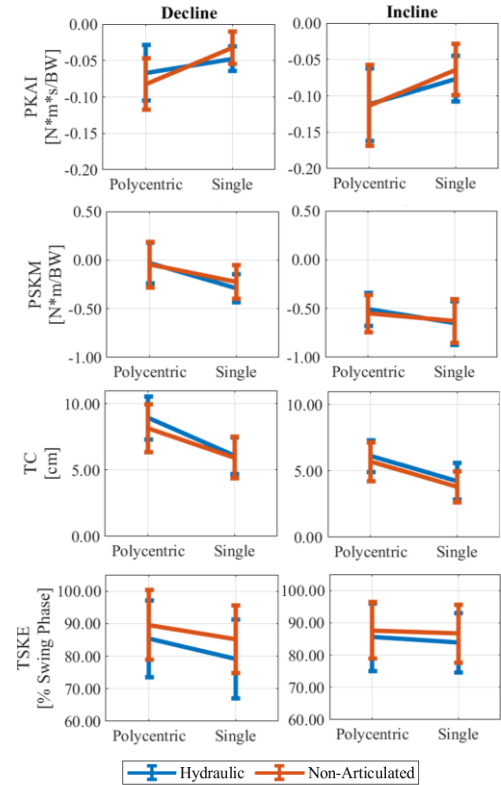 Decline
Incline
PKAI
[N*m*s/BW]
0.00
-0.05
-0.10
-0.15
-0.20
Polycentric Single
0.00
-0.05
-0.10
-0.15
-0.20
Polycentric Single
PSKM
[N*m/BW]
0.50
0.00
-0.50
-1.00
Polycentric Single
0.50
0.00
-0.50
-1.00
Polycentric Single
TC
[cm]
10.00
5.00
0.00
Polycentric Single
10.00
5.00
0.00
Polycentric Single
TSKE
[% Swing Phase]
100.00
90.00
80.00
70.00
60.00
Polycentric Single
100.00
90.00
80.00
70.00
60.00
Polycentric Single
Hydraulic Non-Articulated